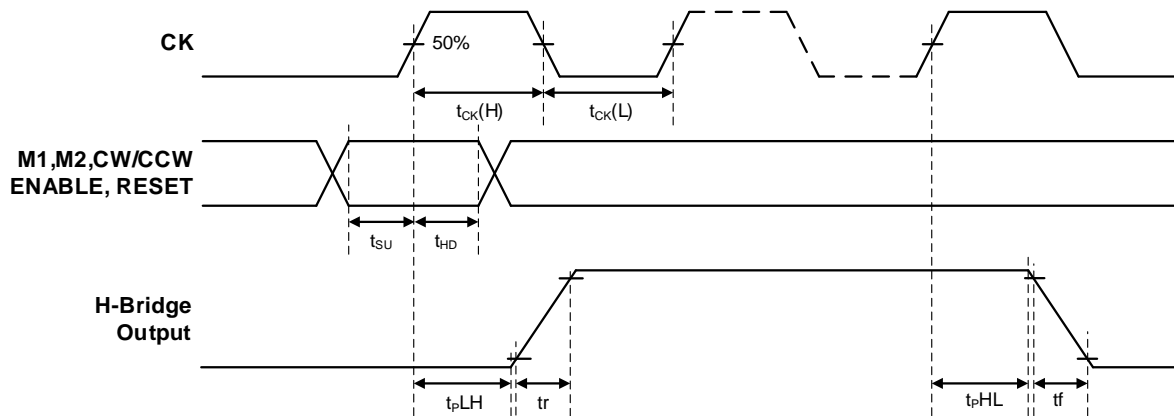 CK
50%
tCK(H)
tCK(L)
M1,M2,CW/CCW
ENABLE, RESET
tSU
tHD
H-Bridge
Output
tPLH
tr
tPHL
tf